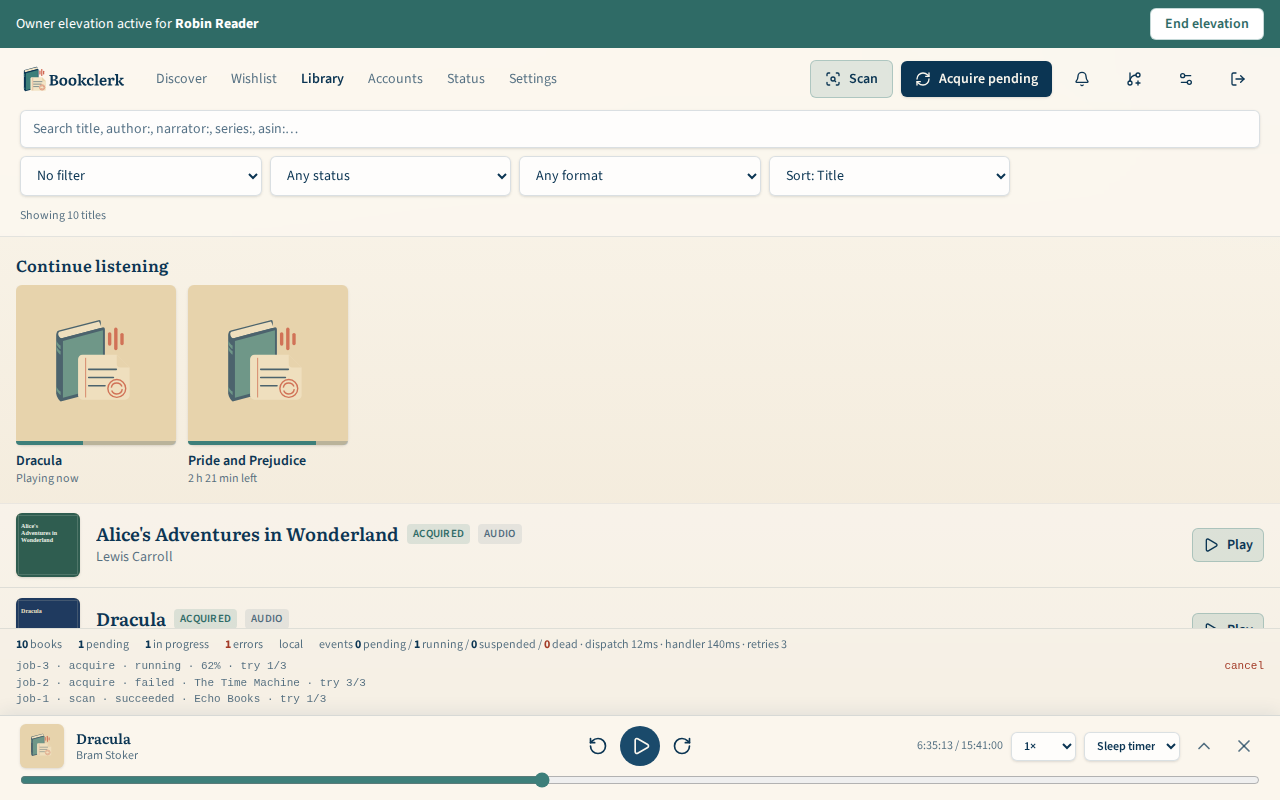 Owner elevation active for Robin Reader
End elevation
Bookclerk
Discover
Wishlist
Library
Accounts
Status
Settings
Scan
Acquire pending
Search title, author:, narrator:, series:, asin:…
No filter
Any status
Any format
Sort: Title
Showing 10 titles
Continue listening
Dracula
Playing now
Pride and Prejudice
2 h 21 min left
Alice's
Adventures in
Wonderland
Alice's Adventures in Wonderland
ACQUIRED
AUDIO
Lewis Carroll
Play
Dracula
Dracula
ACQUIRED
AUDIO
Play
10 books 1 pending 1 in progress 1 errors local events 0 pending / 1 running / 0 suspended / 0 dead · dispatch 12ms · handler 140ms · retries 3
job-3 · acquire · running · 62% · try 1/3
cancel
job-2 · acquire · failed · The Time Machine · try 3/3
job-1 · scan · succeeded · Echo Books · try 1/3
Dracula
Bram Stoker
6:35:13 / 15:41:00
1×
Sleep timer